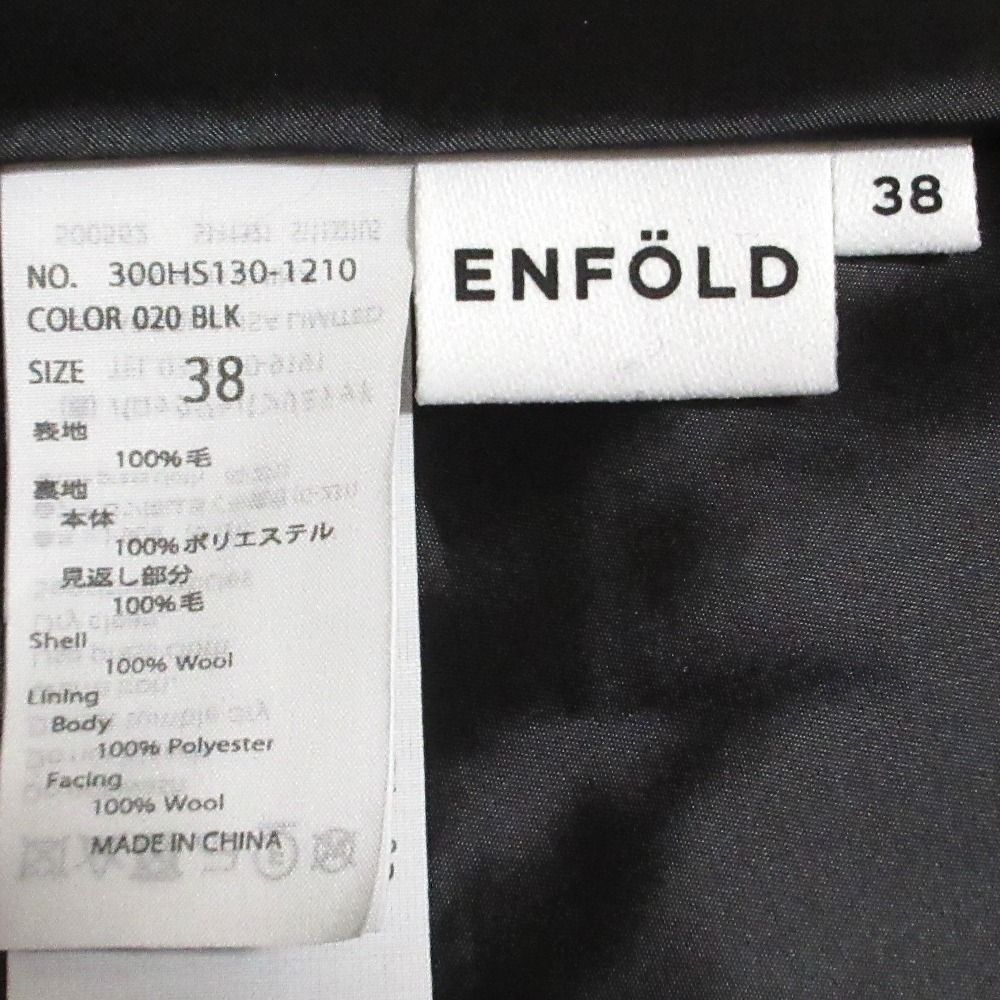 NO. 300HS130-1210
COLOR 020 BLK
SIZE 38
表地
100%毛
裏地
本体
100%ポリエステル
見返し部分
100%毛
Shell
100% Wool
Lining
Body
100% Polyester
Facing
100% Wool
MADE IN CHINA
ENFÖLD
38